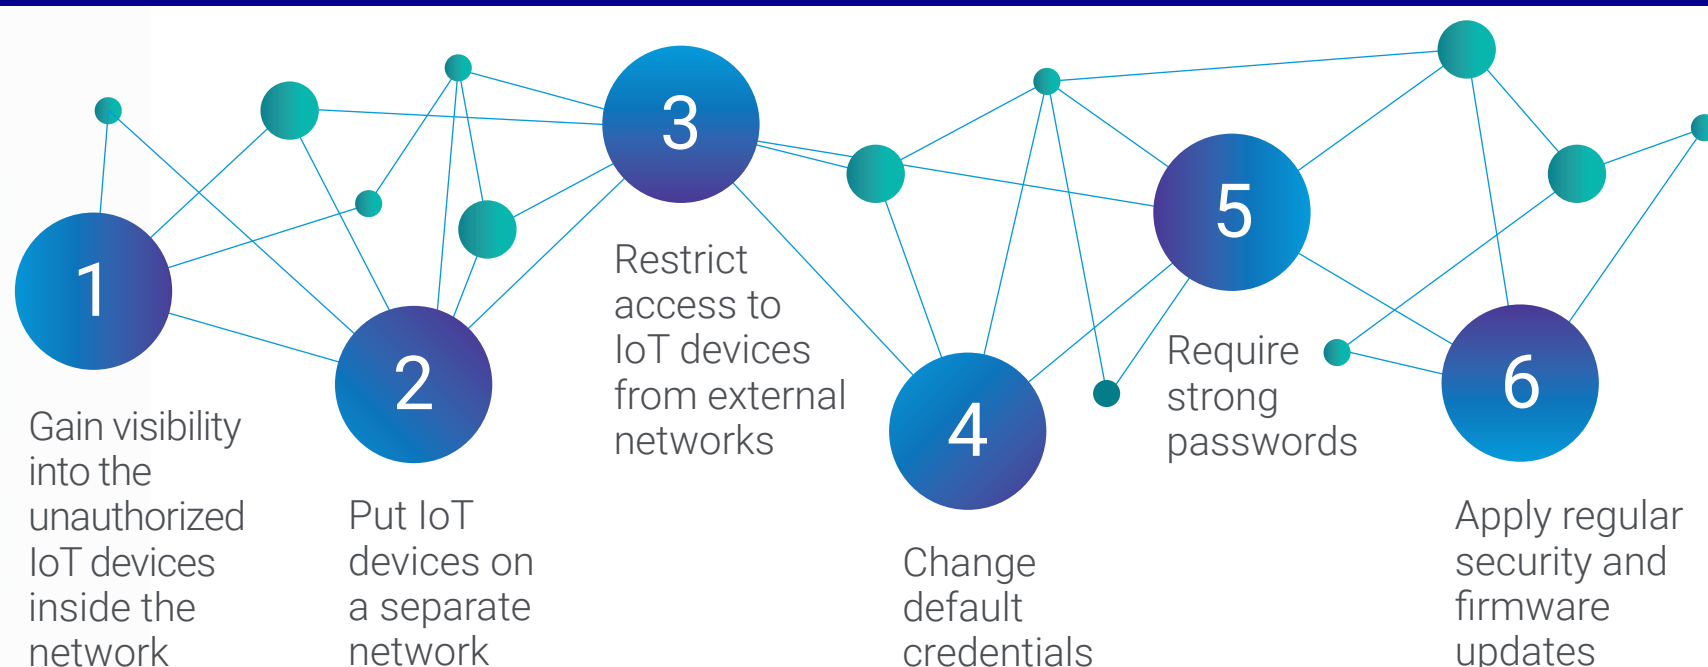 1
Gain visibility
into the
unauthorized
IoT devices
inside the
network
2
Put IoT
devices on
a separate
network
3
Restrict
access to
IoT devices
from external
networks
4
Change
default
credentials
5
Require
strong
passwords
6
Apply regular
security and
firmware
updates